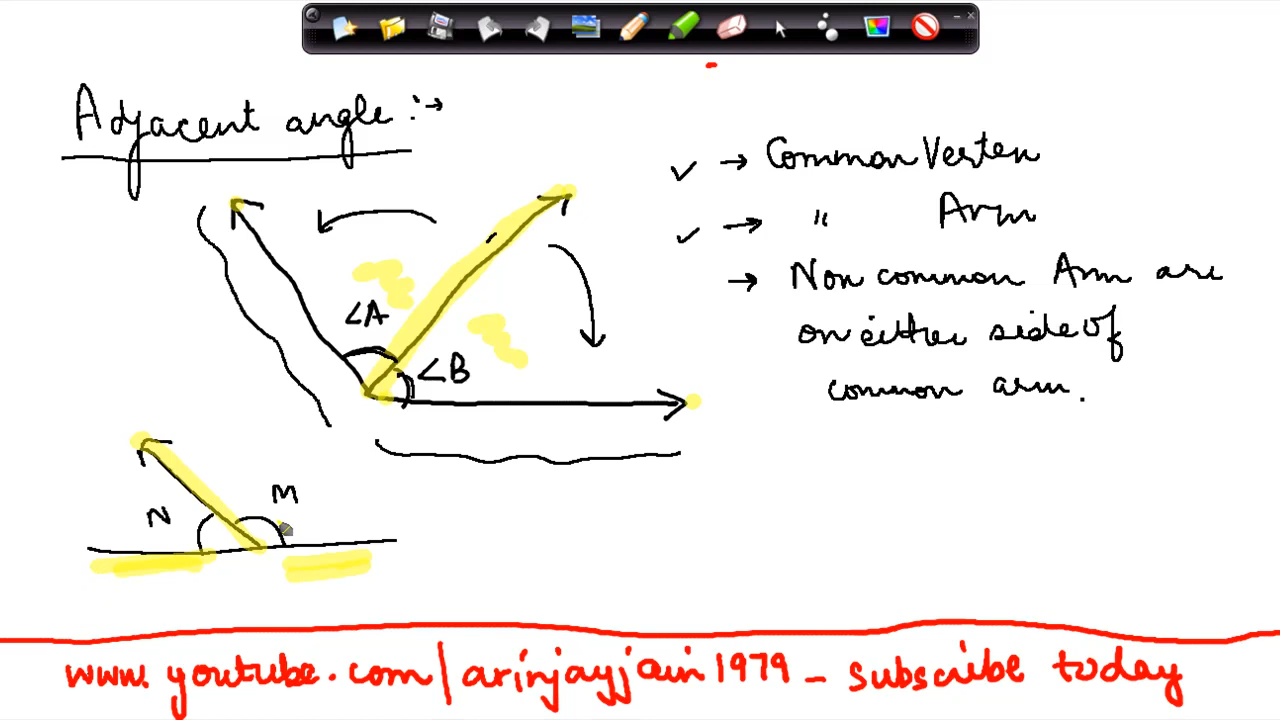 Adjacent angle :→
✓ → Common Vertex
✓ → " Arm
→ Non common Arm are
on either side of
common arm.
∠A
∠B
N
M
www.youtube.com/arinjayjain1979 - subscribe today